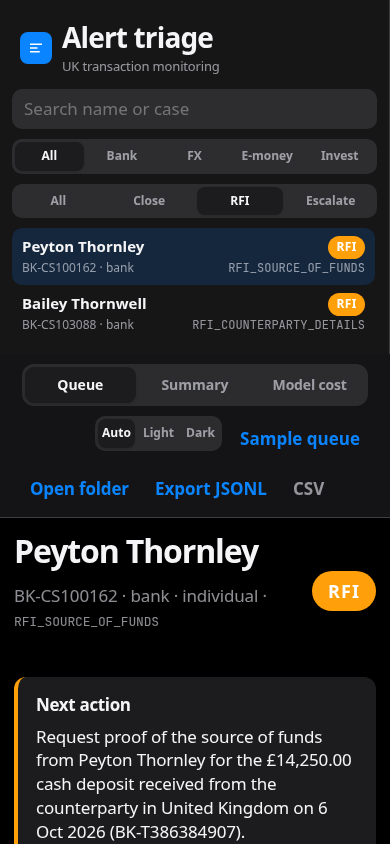 Alert triage
UK transaction monitoring
Search name or case
All Bank FX E-money Invest
All Close RFI Escalate
Peyton Thornley RFI
BK-CS100162 · bank RFI_SOURCE_OF_FUNDS
Bailey Thornwell RFI
BK-CS103088 · bank RFI_COUNTERPARTY_DETAILS
Queue Summary Model cost
Auto Light Dark Sample queue
Open folder Export JSONL CSV
Peyton Thornley
BK-CS100162 · bank · individual · RFI
RFI_SOURCE_OF_FUNDS
Next action
Request proof of the source of funds
from Peyton Thornley for the £14,250.00
cash deposit received from the
counterparty in United Kingdom on 6
Oct 2026 (BK-T386384907).